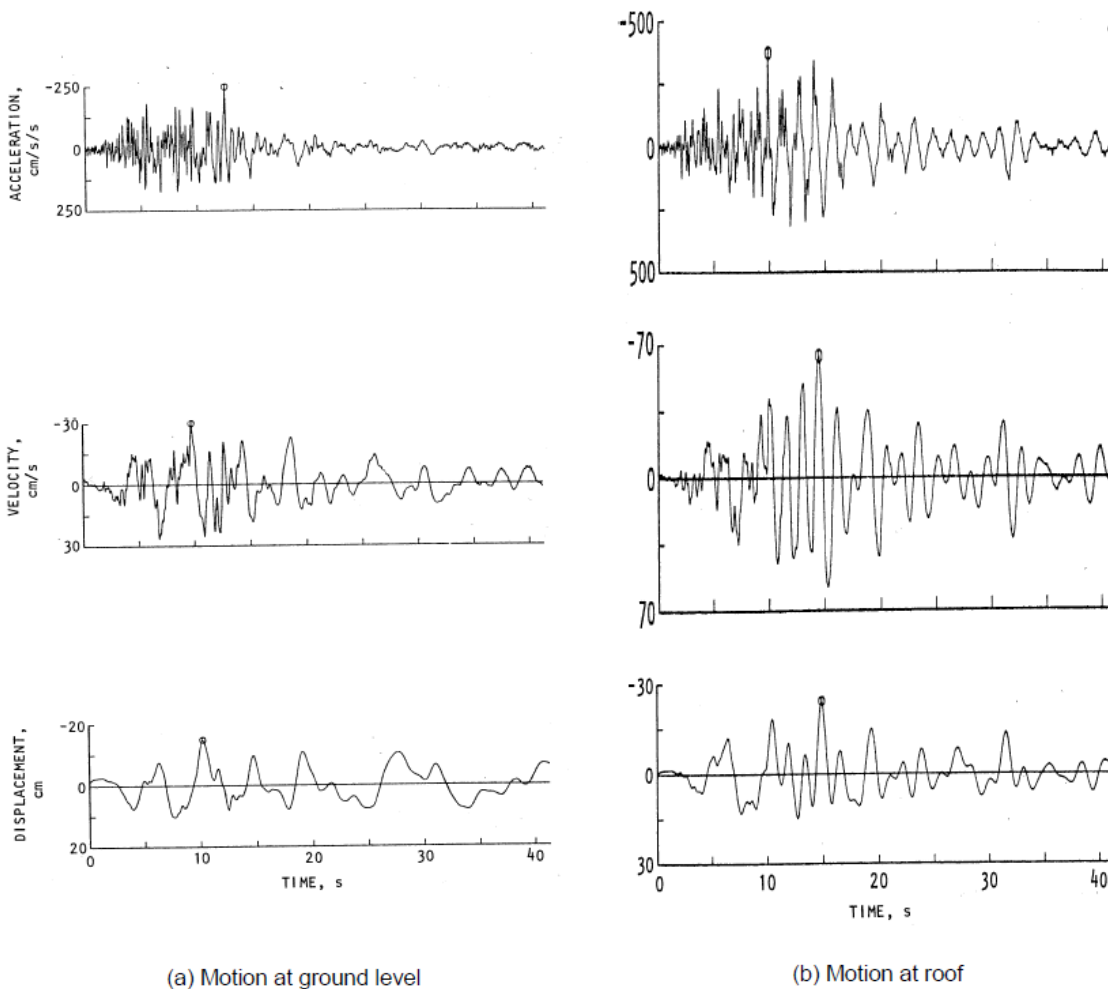 -250
0
250
ACCELERATION,
cm/s/s
-30
0
30
VELOCITY,
cm/s
-20
0
20
DISPLACEMENT,
cm
0 10 20 30 40
TIME, s
(a) Motion at ground level
-500
0
500
-70
0
70
-30
0
30
0 10 20 30 40
TIME, s
(b) Motion at roof